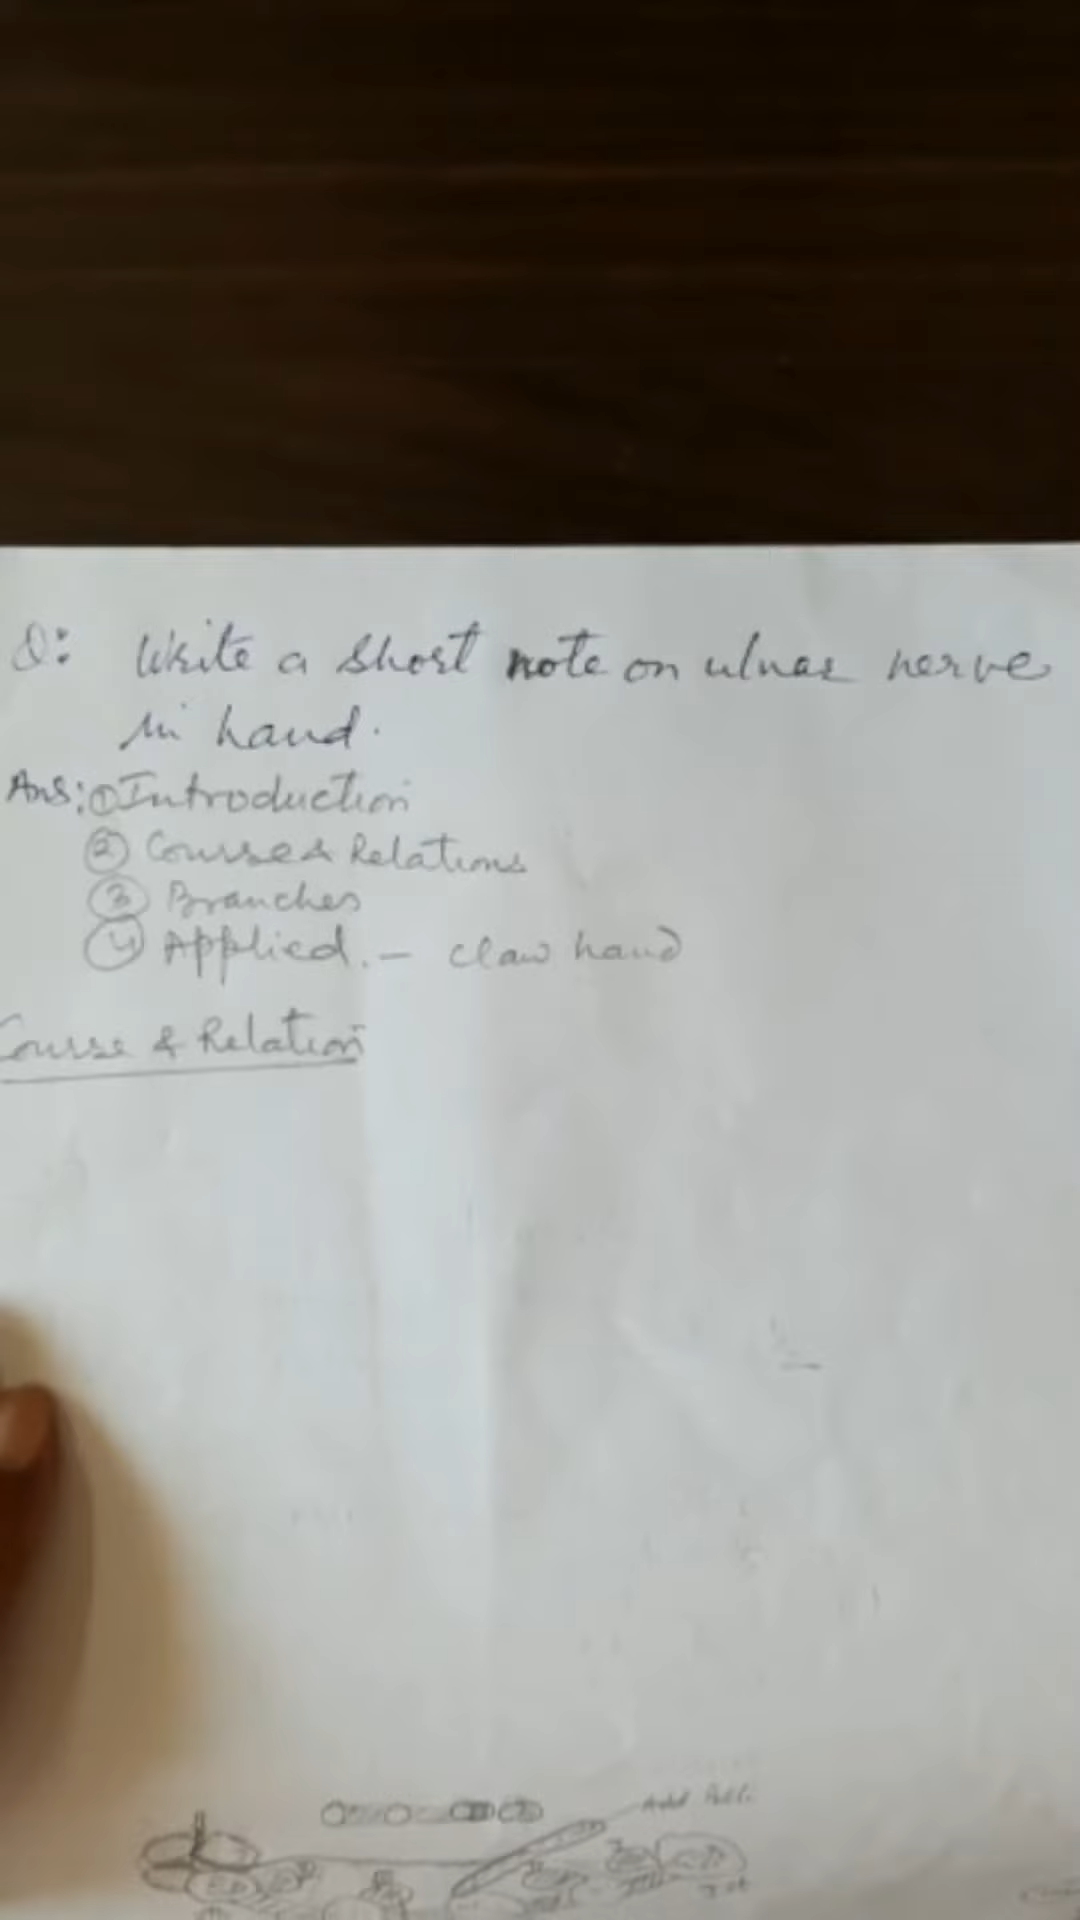 Q: Write a short note on ulnar nerve
in hand.
Ans: ① Introduction
② Course & Relations
③ Branches
④ Applied. - claw hand
Course & Relation